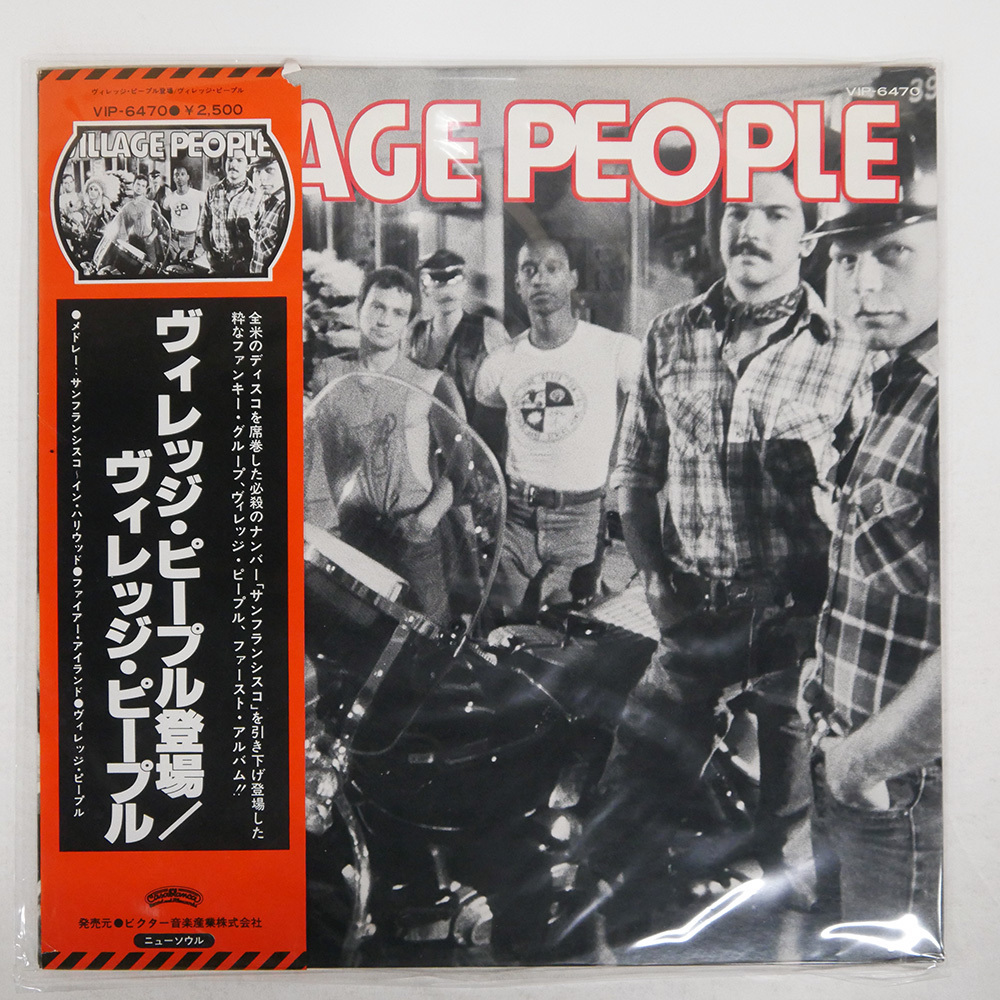 ヴィレッジ・ピープル登場/ヴィレッジ・ピープル
VIP-6470●¥2,500
ILLAGE PEOPLE
全米のディスコを席巻した必殺のナンバー「サンフランシスコ」を引き下げ登場した
粋なファンキー・グループ、ヴィレッジ・ピープル、ファースト・アルバム!!
ヴィレッジ・ピープル登場/
ヴィレッジ・ピープル
●メドレー:サンフランシスコ〜イン・ハリウッド●ファイアー・アイランド●ヴィレッジ・ピープル
Casablanca
発売元●ビクター音楽産業株式会社
ニューソウル
VIP-6470
39
LAGE PEOPLE